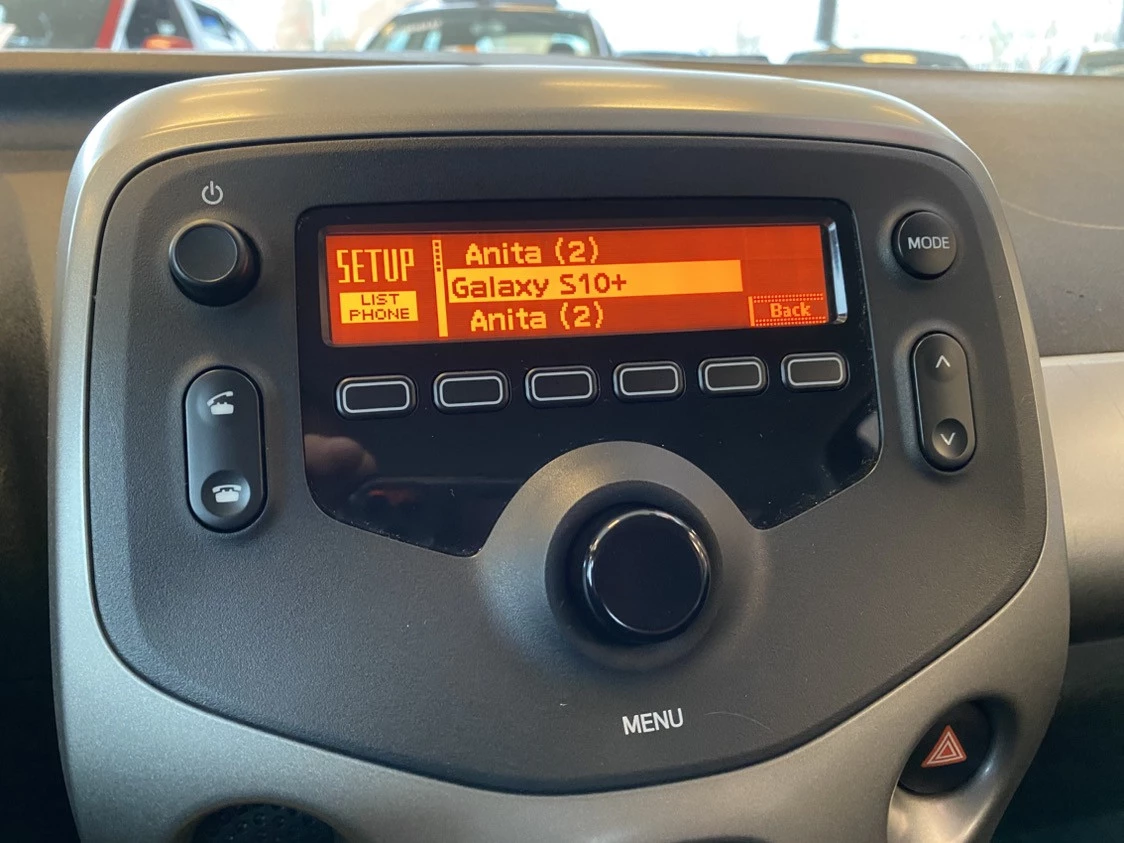 SETUP
LIST
PHONE
Anita (2)
Galaxy S10+
Anita (2)
Back
MODE
MENU